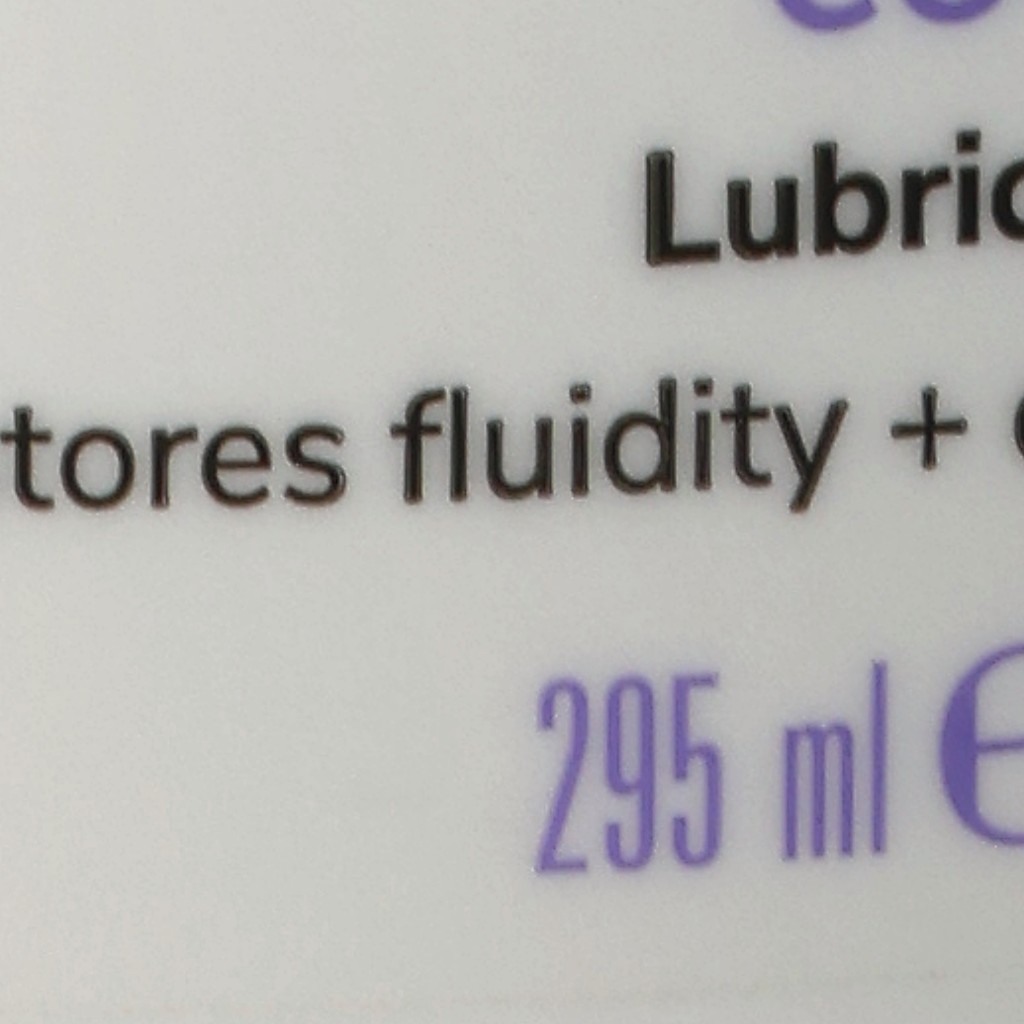 Lubric
tores fluidity +
295 ml ℮